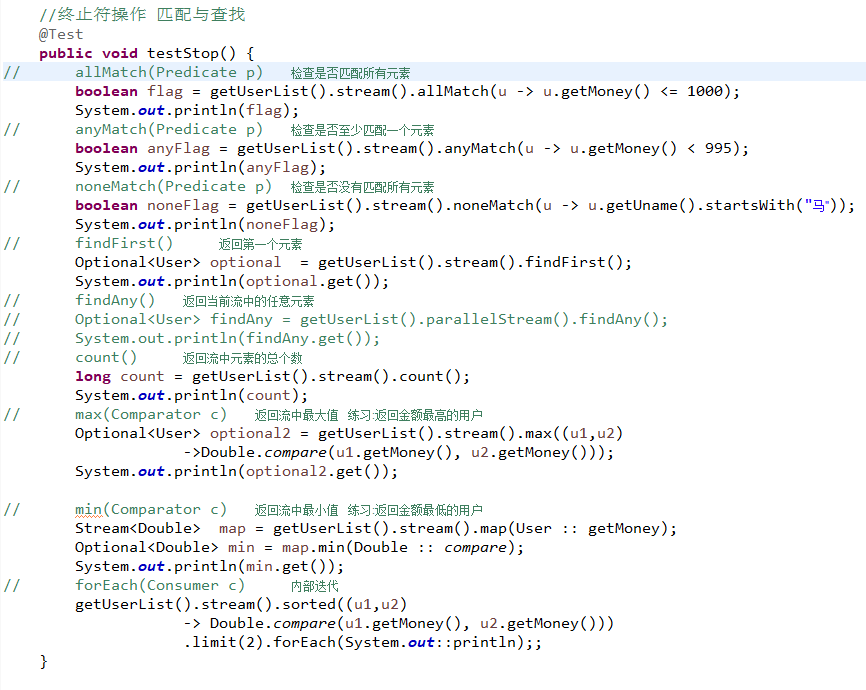 //终止符操作 匹配与查找
@Test
public void testStop() {
// allMatch(Predicate p) 检查是否匹配所有元素
boolean flag = getUserList().stream().allMatch(u -> u.getMoney() <= 1000);
System.out.println(flag);
// anyMatch(Predicate p) 检查是否至少匹配一个元素
boolean anyFlag = getUserList().stream().anyMatch(u -> u.getMoney() < 995);
System.out.println(anyFlag);
// noneMatch(Predicate p) 检查是否没有匹配所有元素
boolean noneFlag = getUserList().stream().noneMatch(u -> u.getUname().startsWith("马"));
System.out.println(noneFlag);
// findFirst() 返回第一个元素
Optional<User> optional = getUserList().stream().findFirst();
System.out.println(optional.get());
// findAny() 返回当前流中的任意元素
// Optional<User> findAny = getUserList().parallelStream().findAny();
// System.out.println(findAny.get());
// count() 返回流中元素的总个数
long count = getUserList().stream().count();
System.out.println(count);
// max(Comparator c) 返回流中最大值 练习:返回金额最高的用户
Optional<User> optional2 = getUserList().stream().max((u1,u2)
->Double.compare(u1.getMoney(), u2.getMoney()));
System.out.println(optional2.get());
// min(Comparator c) 返回流中最小值 练习:返回金额最低的用户
Stream<Double> map = getUserList().stream().map(User :: getMoney);
Optional<Double> min = map.min(Double :: compare);
System.out.println(min.get());
// forEach(Consumer c) 内部迭代
getUserList().stream().sorted((u1,u2)
-> Double.compare(u1.getMoney(), u2.getMoney()))
.limit(2).forEach(System.out::println);;
}